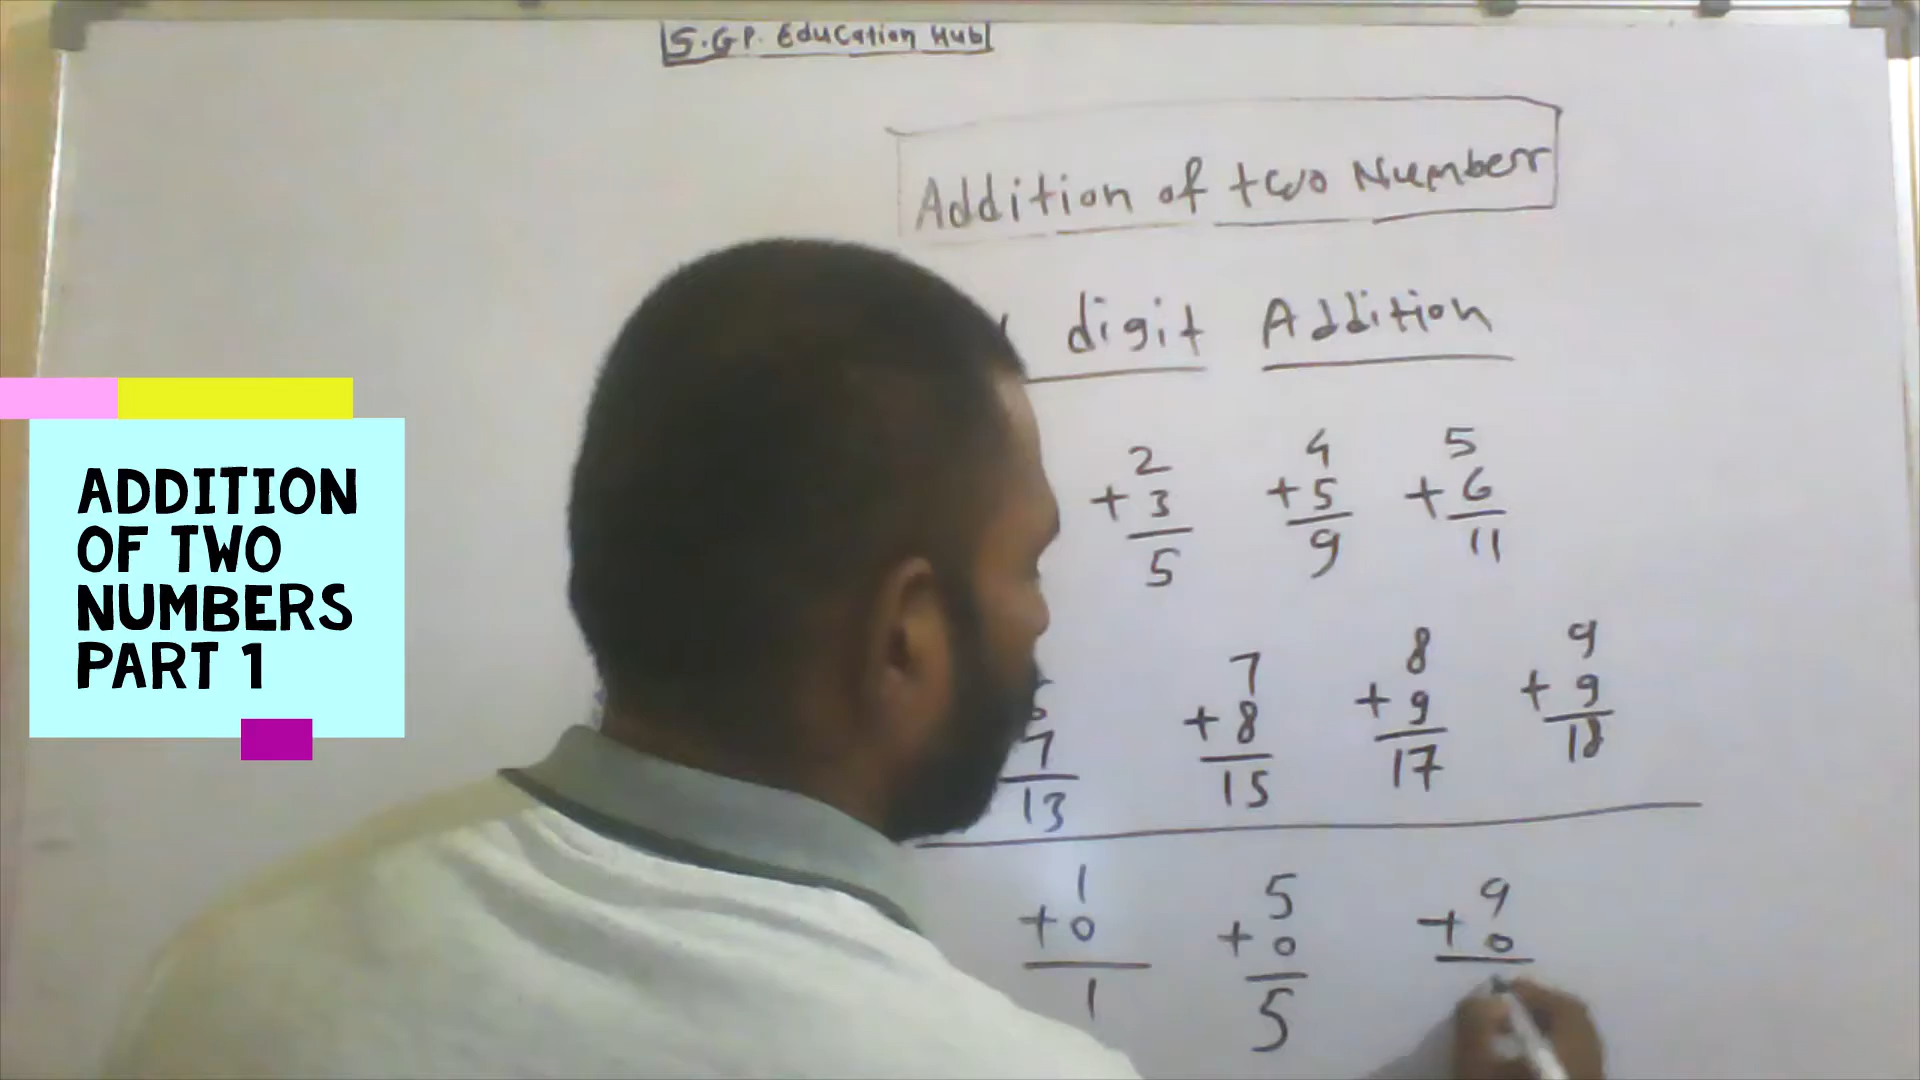 S.G.P. Education Hub
Addition of two Number
digit Addition
2 4 5
+ 3 + 5 + 6
5 9 11
7 8 9
7 + 8 + 9 + 9
13 15 17 18
1 5 9
+ 0 + 0 + 0
1 5
ADDITION
OF TWO
NUMBERS
PART 1